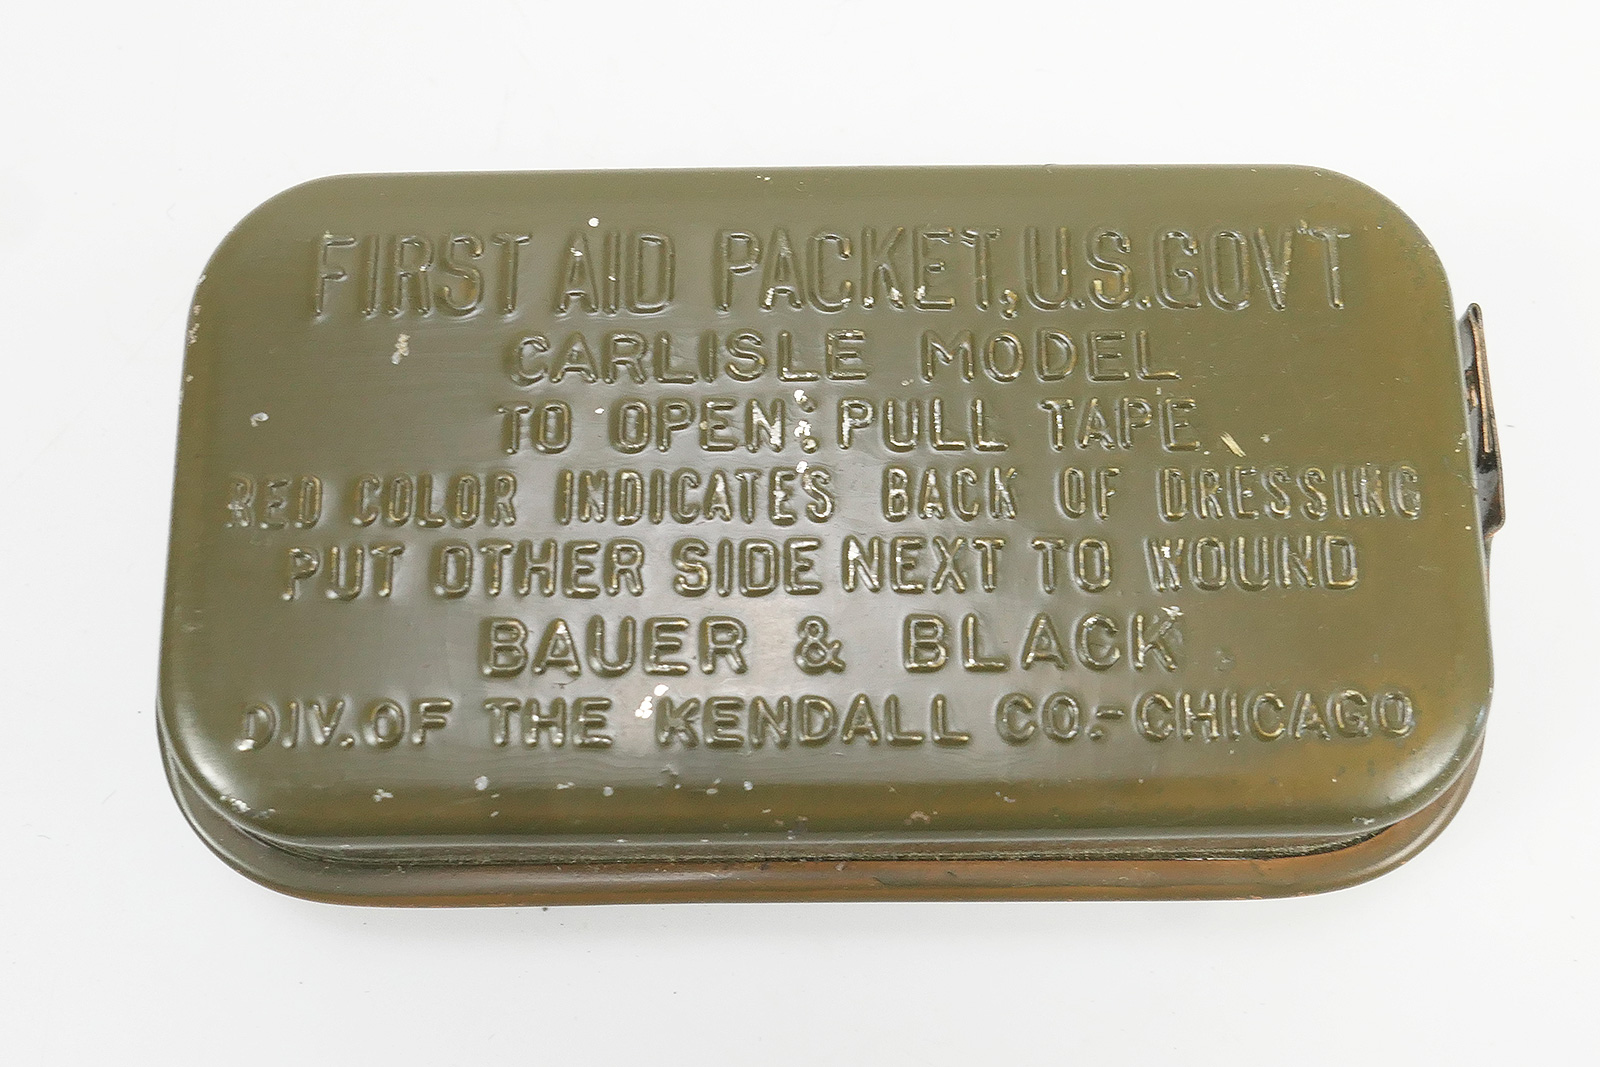 FIRST AID PACKET, U.S. GOV'T
CARLISLE MODEL
TO OPEN: PULL TAPE
RED COLOR INDICATES BACK OF DRESSING
PUT OTHER SIDE NEXT TO WOUND
BAUER & BLACK
DIV. OF THE KENDALL CO.-CHICAGO